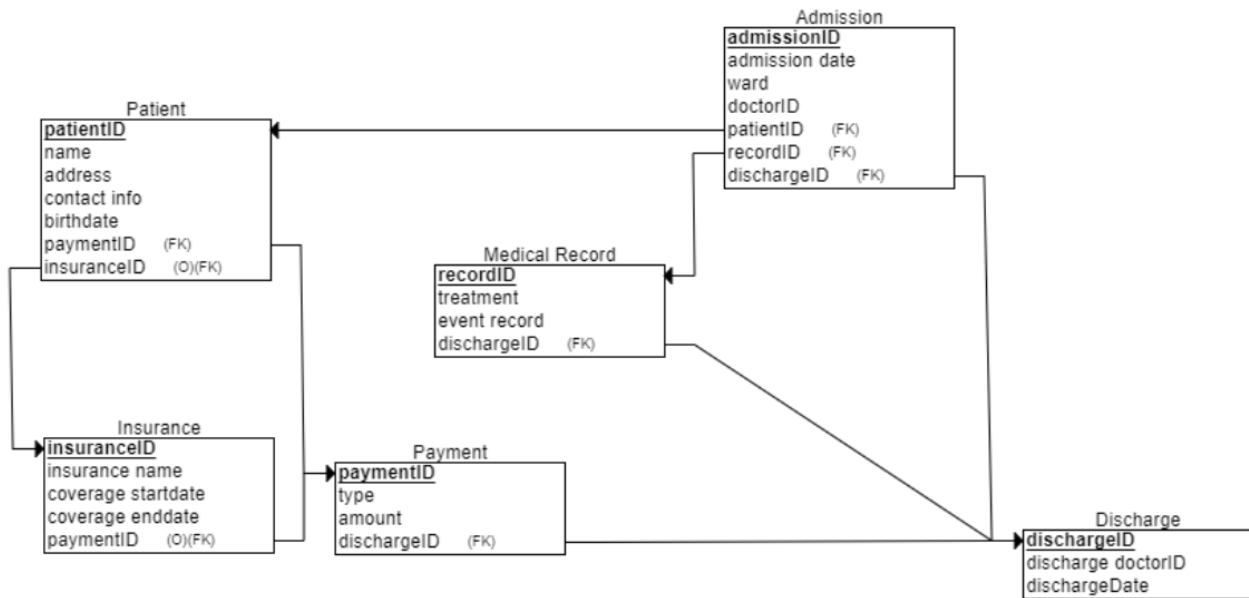 Admission
admissionID
admission date
ward
doctorID
patientID (FK)
recordID (FK)
dischargeID (FK)
Patient
patientID
name
address
contact info
birthdate
paymentID (FK)
insuranceID (O)(FK)
Medical Record
recordID
treatment
event record
dischargeID (FK)
Insurance
insuranceID
insurance name
coverage startdate
coverage enddate
paymentID (O)(FK)
Payment
paymentID
type
amount
dischargeID (FK)
Discharge
dischargeID
discharge doctorID
dischargeDate